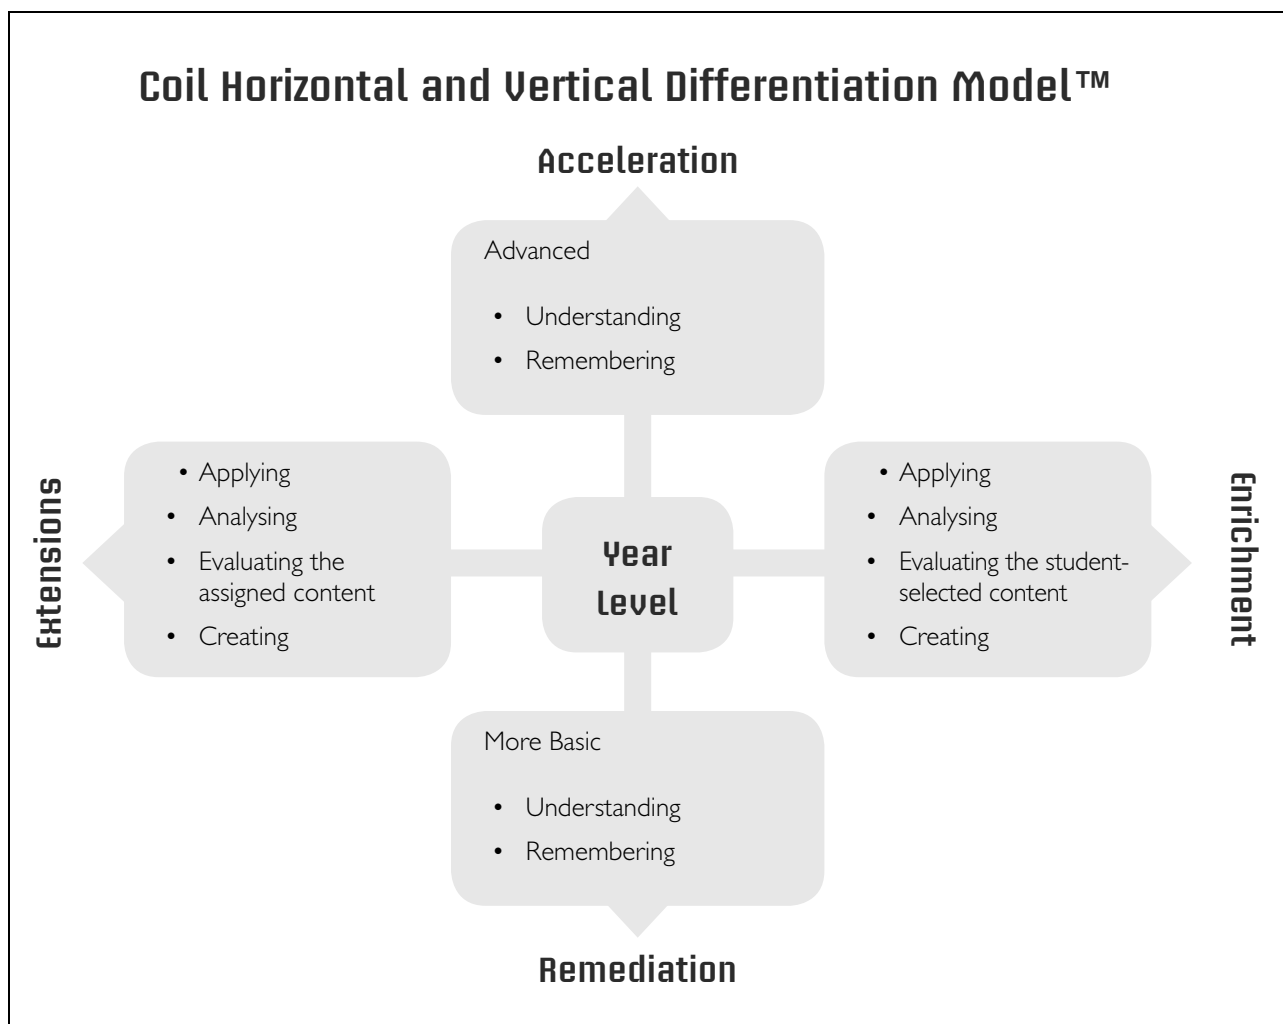 Coil Horizontal and Vertical Differentiation Model™
Acceleration
Advanced
• Understanding
• Remembering
Extensions
• Applying
• Analysing
• Evaluating the
assigned content
• Creating
Year
Level
• Applying
• Analysing
• Evaluating the student-
selected content
• Creating
Enrichment
More Basic
• Understanding
• Remembering
Remediation